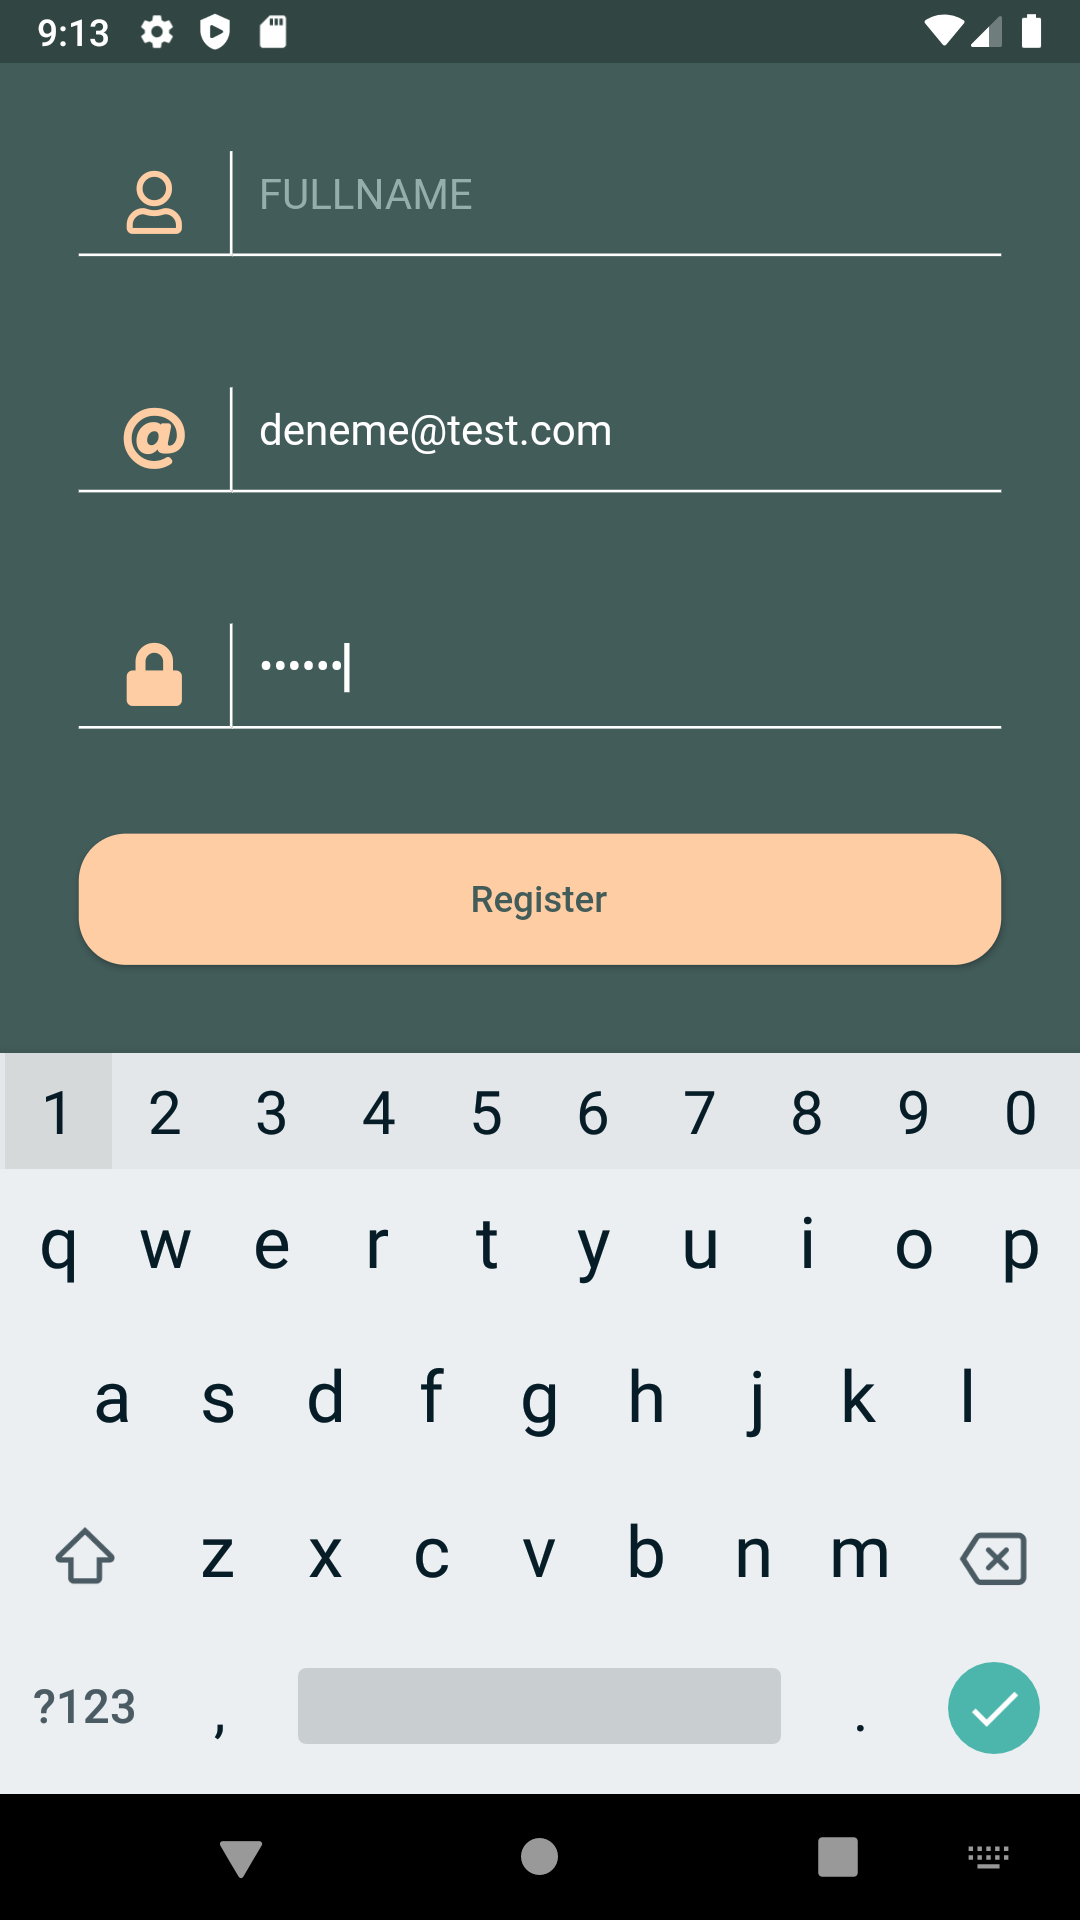 9:13
FULLNAME
@
deneme@test.com
••••••
Register
1 2 3 4 5 6 7 8 9 0
q w e r t y u i o p
a s d f g h j k l
z x c v b n m
?123 , .